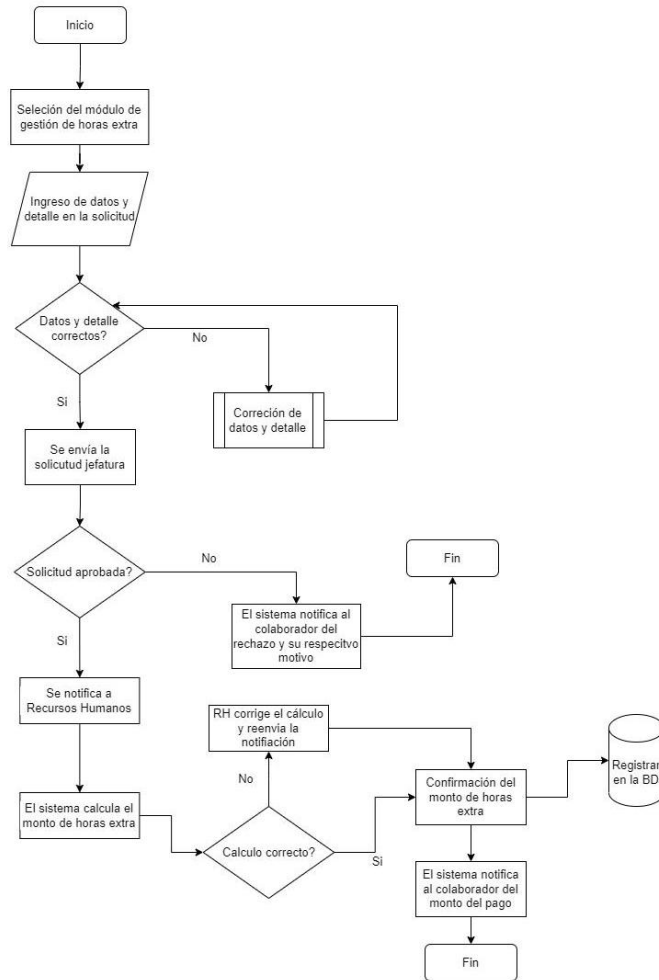 Inicio
Seleción del módulo de
gestión de horas extra
Ingreso de datos y
detalle en la solicitud
Datos y detalle
correctos?
No
Si
Correción de
datos y detalle
Se envía la
solicutud jefatura
Solicitud aprobada?
No
Fin
El sistema notifica al
colaborador del
rechazo y su respecitvo
motivo
Si
Se notifica a
Recursos Humanos
RH corrige el cálculo
y reenvia la
notifiación
No
Confirmación del
monto de horas
extra
Registrar
en la BD
El sistema calcula el
monto de horas extra
Calculo correcto?
Si
El sistema notifica
al colaborador del
monto del pago
Fin